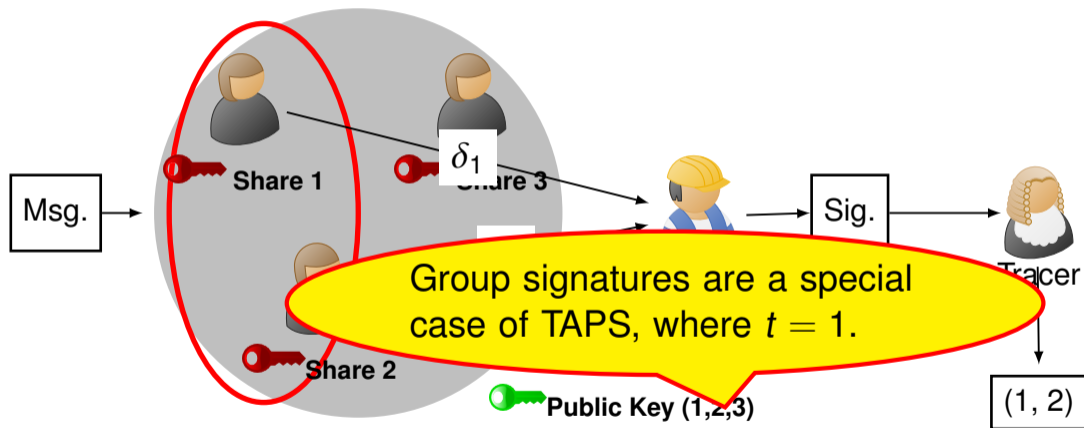 Msg.
Share 1
δ₁
Share 3
Sig.
Tracer
Group signatures are a special
case of TAPS, where t = 1.
Share 2
Public Key (1,2,3)
(1, 2)